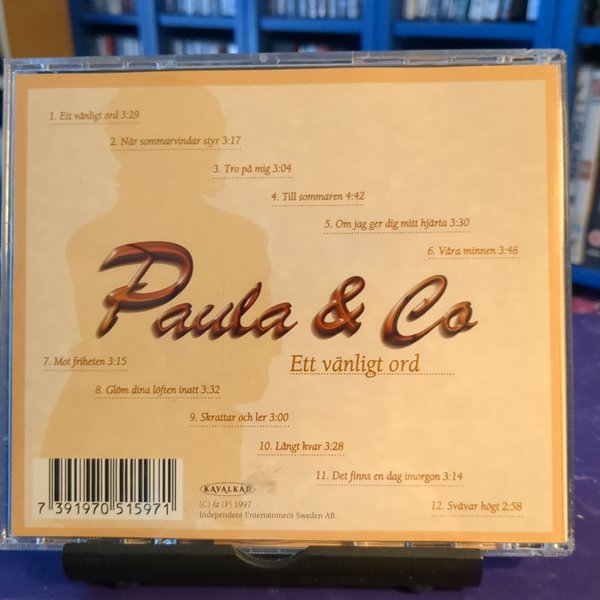 1. Ett vänligt ord 3:29
2. När sommarvindar styr 3:17
3. Tro på mig 3:04
4. Till sommaren 4:42
5. Om jag ger dig mitt hjärta 3:30
6. Våra minnen 3:48
Paula & Co
Ett vänligt ord
7. Mot friheten 3:15
8. Glöm dina löften inatt 3:32
9. Skrattar och ler 3:00
10. Långt kvar 3:28
11. Det finns en dag imorgon 3:14
12. Svävar högt 2:58
7 391970 515971
KAVALKAD
(C) & (P) 1997
Independent Entertainment Sweden AB.